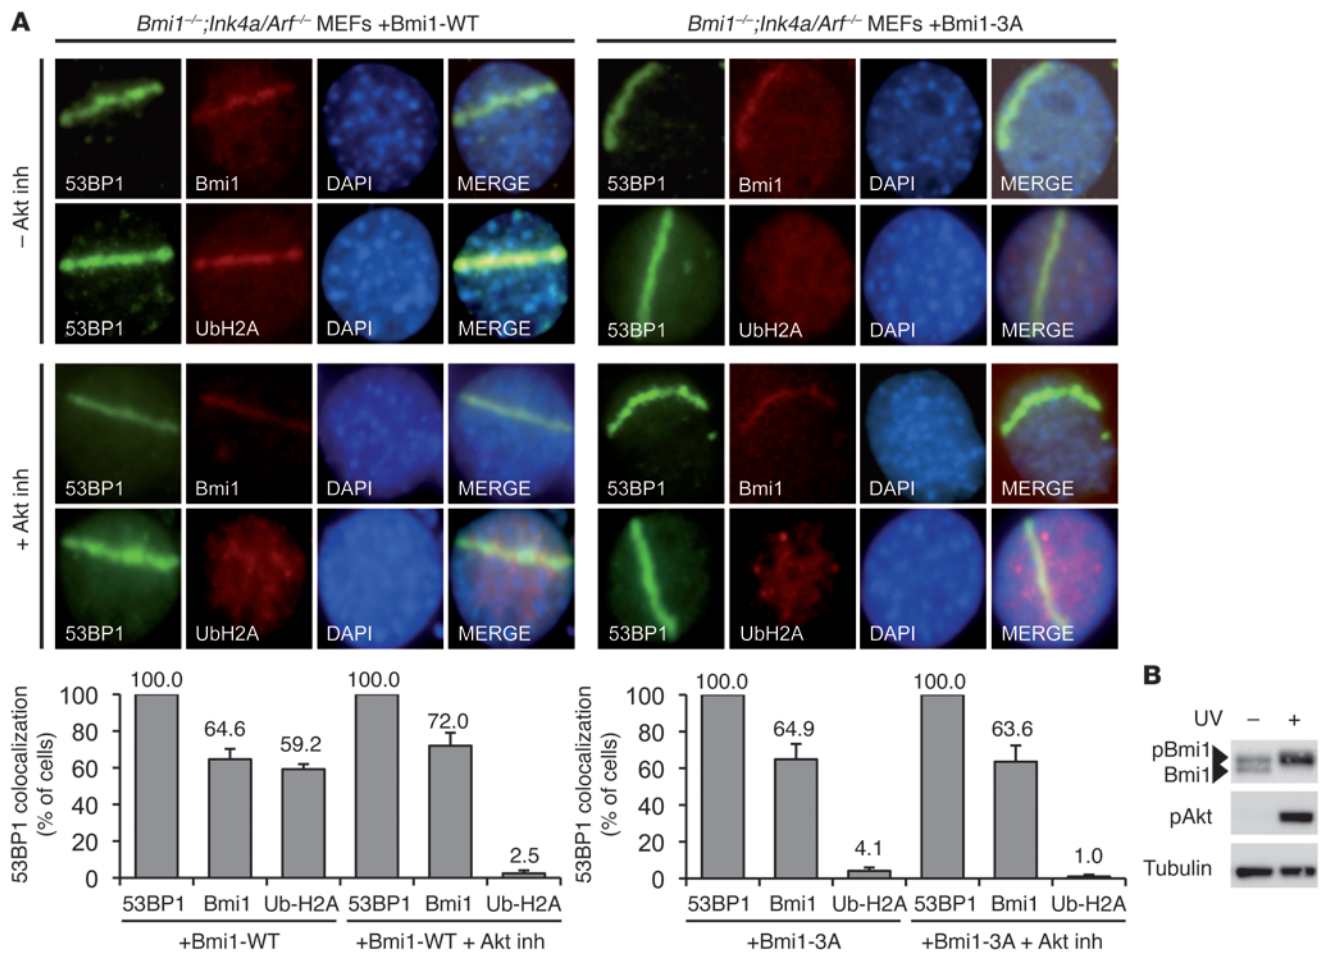 A
Bmi1–/–;Ink4a/Arf–/– MEFs +Bmi1-WT
Bmi1–/–;Ink4a/Arf–/– MEFs +Bmi1-3A
– Akt inh
53BP1 Bmi1 DAPI MERGE 53BP1 Bmi1 DAPI MERGE
53BP1 UbH2A DAPI MERGE 53BP1 UbH2A DAPI MERGE
+ Akt inh
53BP1 Bmi1 DAPI MERGE 53BP1 Bmi1 DAPI MERGE
53BP1 UbH2A DAPI MERGE 53BP1 UbH2A DAPI MERGE
53BP1 colocalization
(% of cells)
100
80
60
40
20
0
100.0 64.6 59.2 100.0 72.0 2.5
53BP1 Bmi1 Ub-H2A 53BP1 Bmi1 Ub-H2A
+Bmi1-WT +Bmi1-WT + Akt inh
53BP1 colocalization
(% of cells)
100
80
60
40
20
0
100.0 64.9 4.1 100.0 63.6 1.0
53BP1 Bmi1 Ub-H2A 53BP1 Bmi1 Ub-H2A
+Bmi1-3A +Bmi1-3A + Akt inh
B
UV – +
pBmi1
Bmi1
pAkt
Tubulin